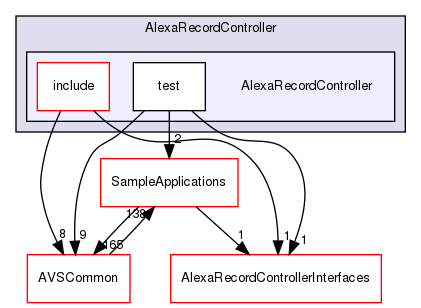 AlexaRecordController
include
test
AlexaRecordController
2
SampleApplications
138
165
8
9
1
1
1
AVSCommon
AlexaRecordControllerInterfaces